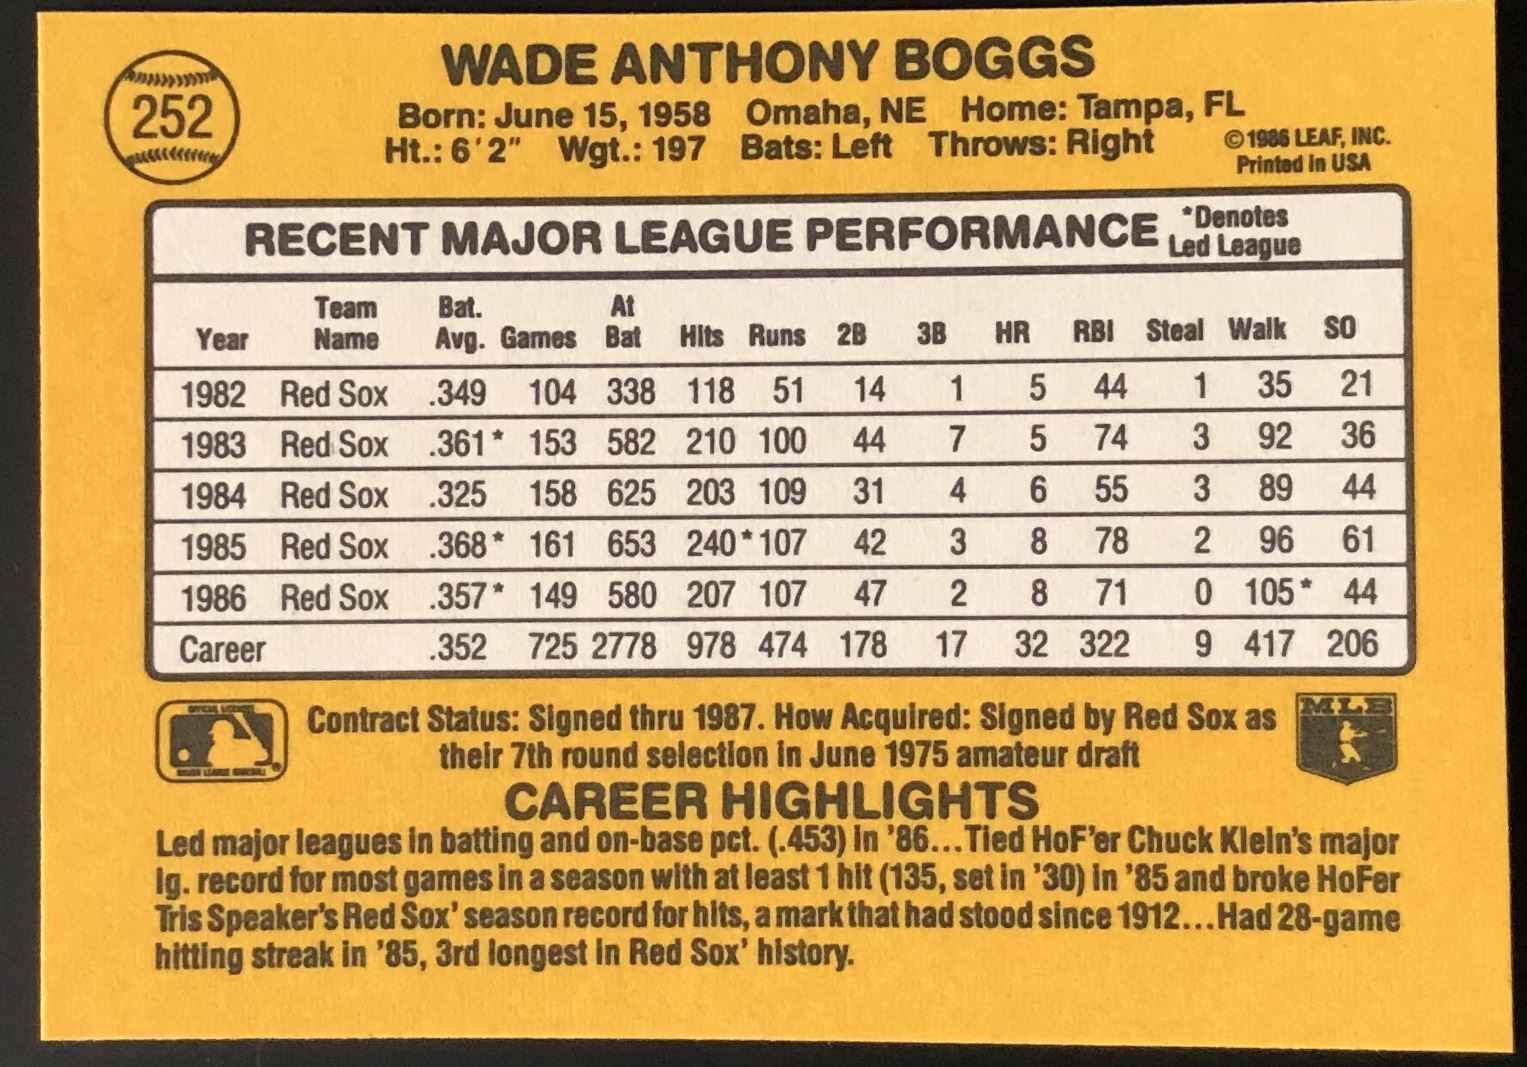 252
WADE ANTHONY BOGGS
Born: June 15, 1958 Omaha, NE Home: Tampa, FL
Ht.: 6'2" Wgt.: 197 Bats: Left Throws: Right
©1986 LEAF, INC.
Printed in USA
RECENT MAJOR LEAGUE PERFORMANCE *Denotes Led League
Year Team Name Bat. Avg. Games At Bat Hits Runs 2B 3B HR RBI Steal Walk SO
1982 Red Sox .349 104 338 118 51 14 1 5 44 1 35 21
1983 Red Sox .361* 153 582 210 100 44 7 5 74 3 92 36
1984 Red Sox .325 158 625 203 109 31 4 6 55 3 89 44
1985 Red Sox .368* 161 653 240* 107 42 3 8 78 2 96 61
1986 Red Sox .357* 149 580 207 107 47 2 8 71 0 105* 44
Career .352 725 2778 978 474 178 17 32 322 9 417 206
Contract Status: Signed thru 1987. How Acquired: Signed by Red Sox as
their 7th round selection in June 1975 amateur draft
MLB
CAREER HIGHLIGHTS
Led major leagues in batting and on-base pct. (.453) in '86...Tied HoF'er Chuck Klein's major
lg. record for most games in a season with at least 1 hit (135, set in '30) in '85 and broke HoFer
Tris Speaker's Red Sox' season record for hits, a mark that had stood since 1912...Had 28-game
hitting streak in '85, 3rd longest in Red Sox' history.